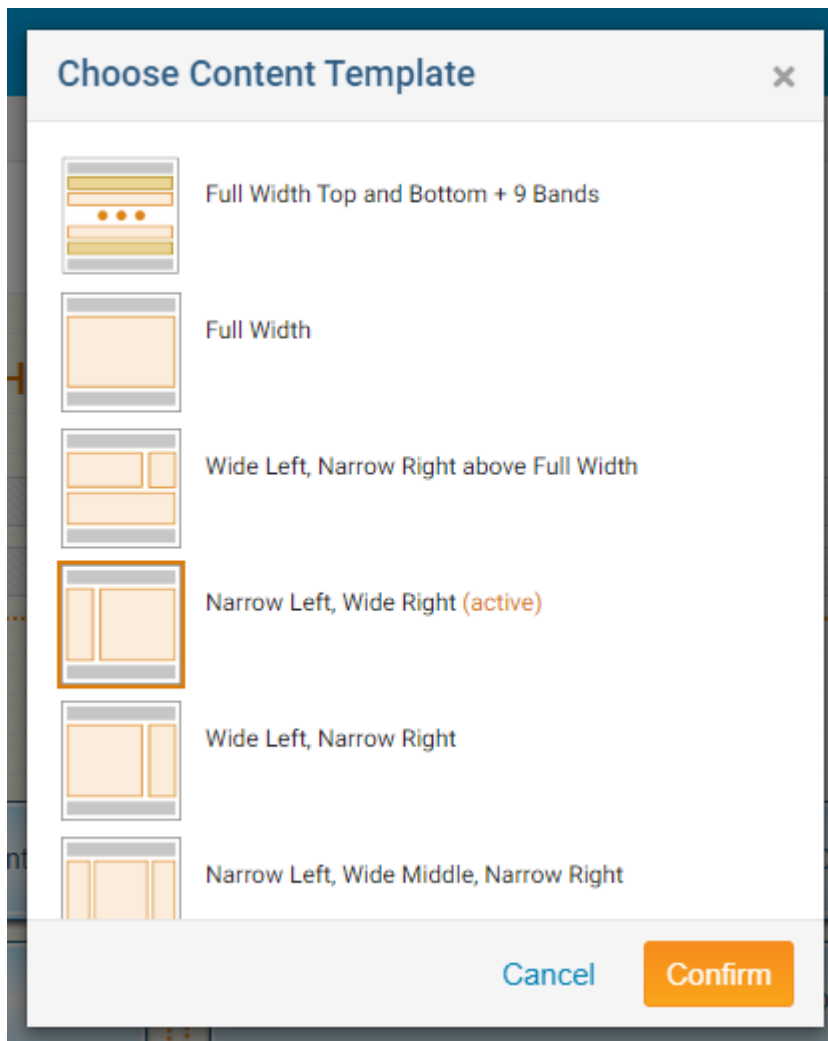 Choose Content Template
×
Full Width Top and Bottom + 9 Bands
Full Width
Wide Left, Narrow Right above Full Width
Narrow Left, Wide Right (active)
Wide Left, Narrow Right
Narrow Left, Wide Middle, Narrow Right
Cancel
Confirm